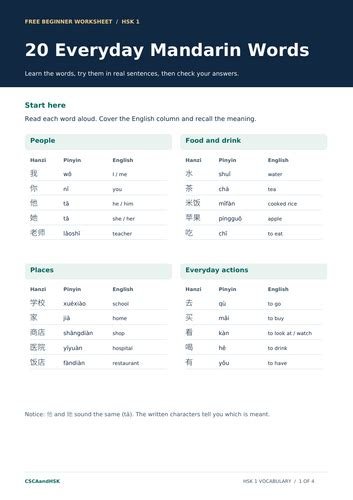 FREE BEGINNER WORKSHEET / HSK 1
20 Everyday Mandarin Words
Learn the words, try them in real sentences, then check your answers.
Start here
Read each word aloud. Cover the English column and recall the meaning.
People
Hanzi Pinyin English
我 wǒ I / me
你 nǐ you
他 tā he / him
她 tā she / her
老师 lǎoshī teacher
Food and drink
Hanzi Pinyin English
水 shuǐ water
茶 chá tea
米饭 mǐfàn cooked rice
苹果 píngguǒ apple
吃 chī to eat
Places
Hanzi Pinyin English
学校 xuéxiào school
家 jiā home
商店 shāngdiàn shop
医院 yīyuàn hospital
饭店 fàndiàn restaurant
Everyday actions
Hanzi Pinyin English
去 qù to go
买 mǎi to buy
看 kàn to look at / watch
喝 hē to drink
有 yǒu to have
Notice: 他 and 她 sound the same (tā). The written characters tell you which is meant.
CSCAandHSK
HSK 1 VOCABULARY / 1 OF 4